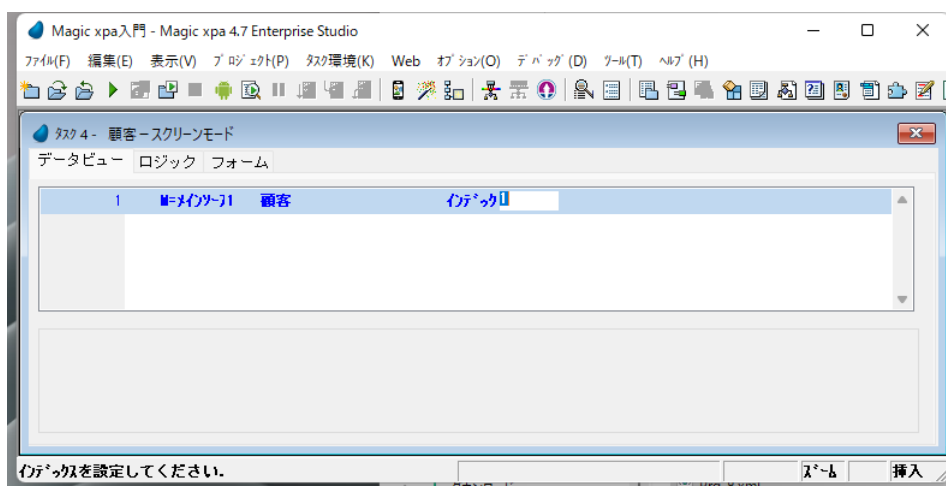 Magic xpa入門 - Magic xpa 4.7 Enterprise Studio
ﾌｧｲﾙ(F) 編集(E) 表示(V) ﾌﾟﾛｼﾞｪｸﾄ(P) ﾀｽｸ環境(K) Web ｵﾌﾟｼｮﾝ(O) ﾃﾞﾊﾞｯｸﾞ(D) ﾂｰﾙ(T) ﾍﾙﾌﾟ(H)
ﾀｽｸ 4 - 顧客－スクリーンモード
データビュー ロジック フォーム
1 M=ﾒｲﾝｿｰｽ1 顧客 ｲﾝﾃﾞｯｸ 1
ｲﾝﾃﾞｯｸｽを設定してください. ｽﾞｰﾑ 挿入